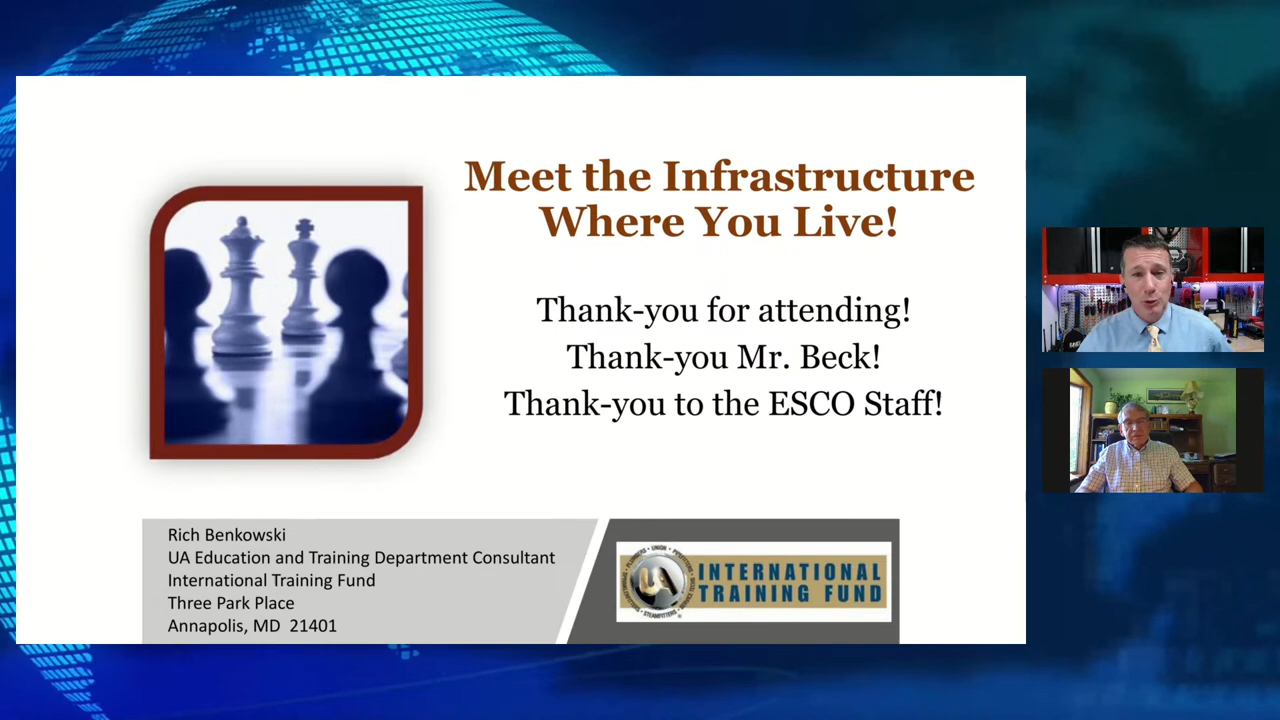 Meet the Infrastructure
Where You Live!
Thank-you for attending!
Thank-you Mr. Beck!
Thank-you to the ESCO Staff!
Rich Benkowski
UA Education and Training Department Consultant
International Training Fund
Three Park Place
Annapolis, MD 21401
UA
INTERNATIONAL
TRAINING FUND